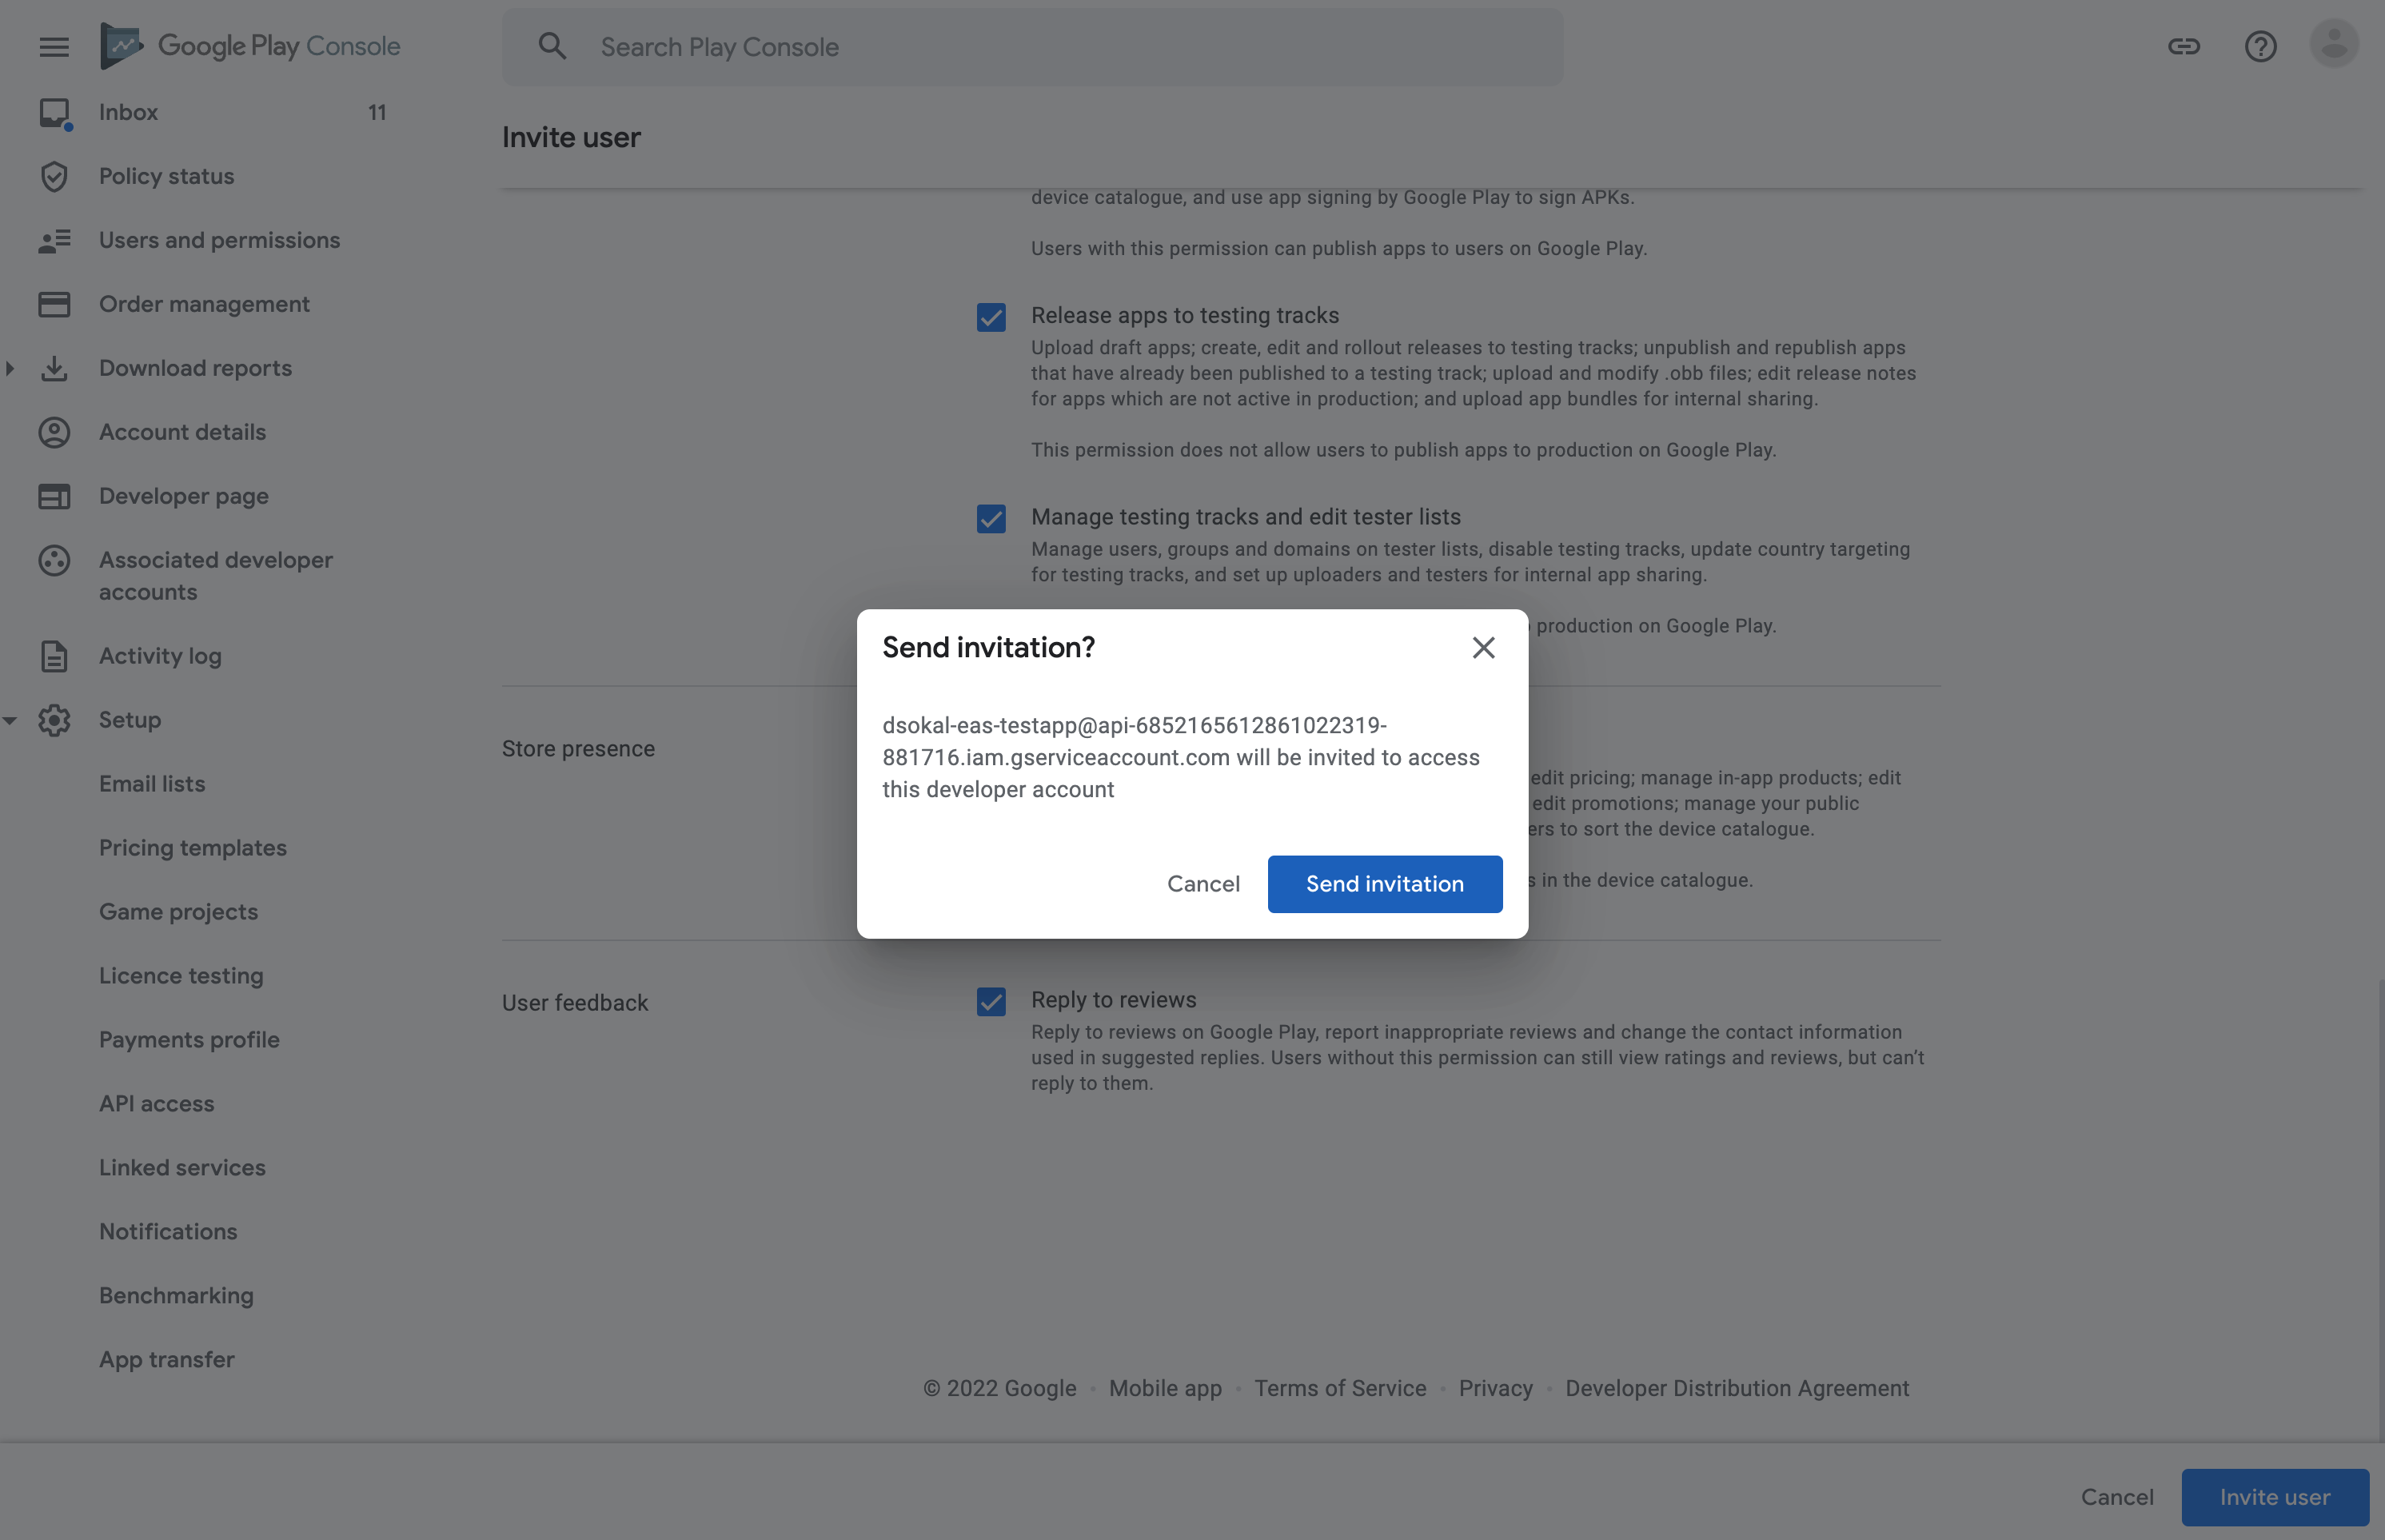 Google Play Console
Search Play Console
Inbox 11
Policy status
Users and permissions
Order management
Download reports
Account details
Developer page
Associated developer
accounts
Activity log
Setup
Email lists
Pricing templates
Game projects
Licence testing
Payments profile
API access
Linked services
Notifications
Benchmarking
App transfer
Invite user
device catalogue, and use app signing by Google Play to sign APKs.
Users with this permission can publish apps to users on Google Play.
Release apps to testing tracks
Upload draft apps; create, edit and rollout releases to testing tracks; unpublish and republish apps
that have already been published to a testing track; upload and modify .obb files; edit release notes
for apps which are not active in production; and upload app bundles for internal sharing.
This permission does not allow users to publish apps to production on Google Play.
Manage testing tracks and edit tester lists
Manage users, groups and domains on tester lists, disable testing tracks, update country targeting
for testing tracks, and set up uploaders and testers for internal app sharing.
production on Google Play.
Send invitation?
dsokal-eas-testapp@api-6852165612861022319-
881716.iam.gserviceaccount.com will be invited to access
this developer account
Cancel
Send invitation
Store presence
edit pricing; manage in-app products; edit
edit promotions; manage your public
to sort the device catalogue.
in the device catalogue.
User feedback
Reply to reviews
Reply to reviews on Google Play, report inappropriate reviews and change the contact information
used in suggested replies. Users without this permission can still view ratings and reviews, but can’t
reply to them.
© 2022 Google • Mobile app • Terms of Service • Privacy • Developer Distribution Agreement
Cancel
Invite user